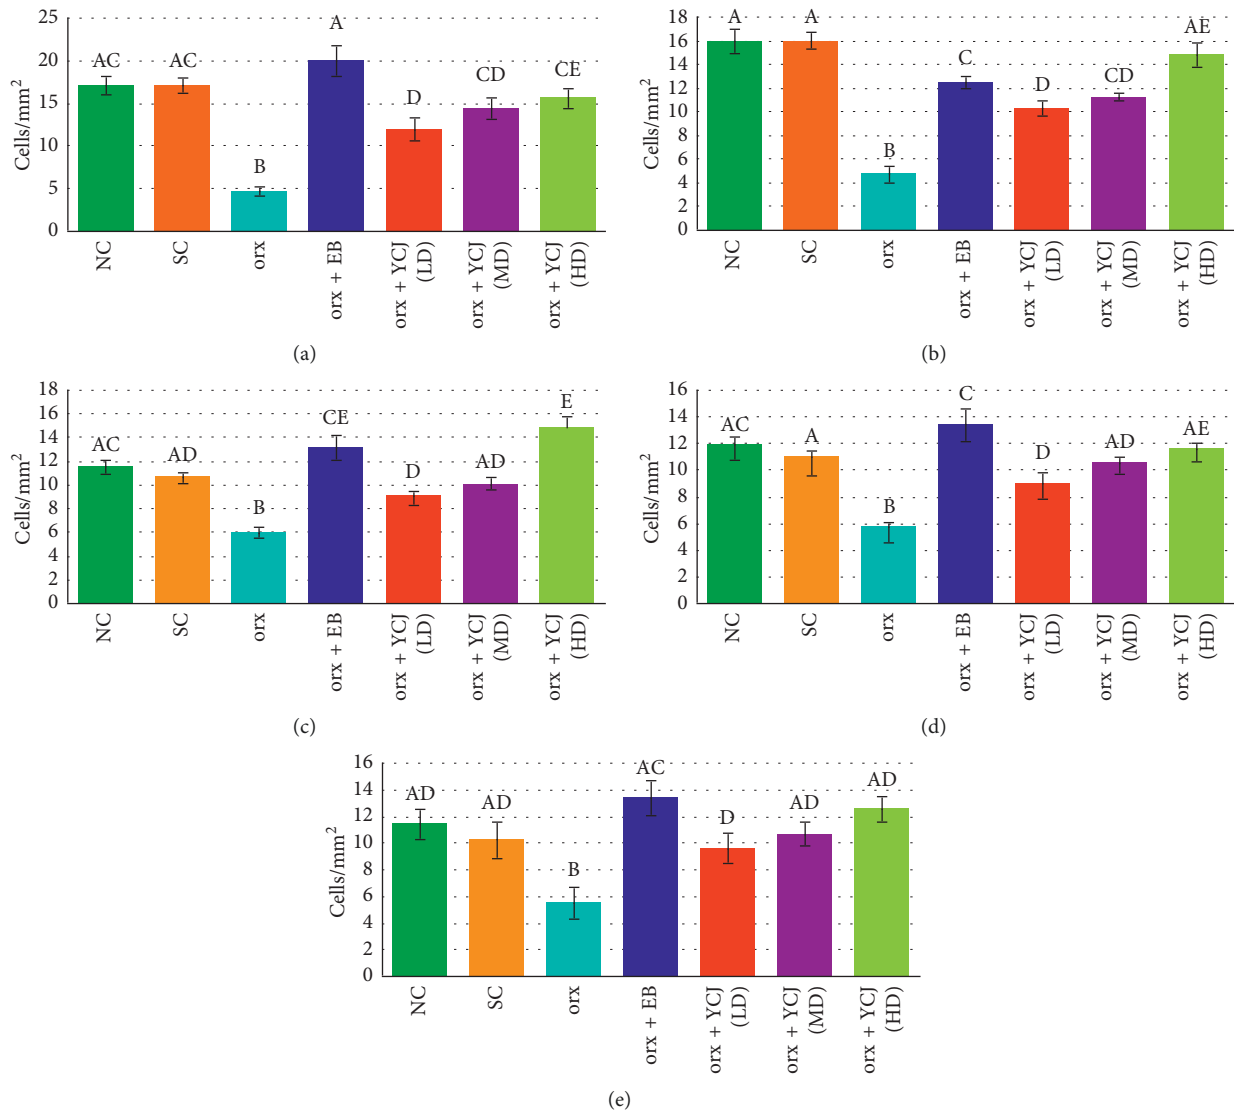 25
20
15
10
5
0
Cells/mm²
AC
AC
B
A
D
CD
CE
NC
SC
orx
orx + EB
orx + YCJ
(LD)
orx + YCJ
(MD)
orx + YCJ
(HD)
(a)
18
16
14
12
10
8
6
4
2
0
Cells/mm²
A
A
B
C
D
CD
AE
NC
SC
orx
orx + EB
orx + YCJ
(LD)
orx + YCJ
(MD)
orx + YCJ
(HD)
(b)
18
16
14
12
10
8
6
4
2
0
Cells/mm²
AC
AD
B
CE
D
AD
E
NC
SC
orx
orx + EB
orx + YCJ
(LD)
orx + YCJ
(MD)
orx + YCJ
(HD)
(c)
16
14
12
10
8
6
4
2
0
Cells/mm²
AC
A
B
C
D
AD
AE
NC
SC
orx
orx + EB
orx + YCJ
(LD)
orx + YCJ
(MD)
orx + YCJ
(HD)
(d)
16
14
12
10
8
6
4
2
0
Cells/mm²
AD
AD
B
AC
D
AD
AD
NC
SC
orx
orx + EB
orx + YCJ
(LD)
orx + YCJ
(MD)
orx + YCJ
(HD)
(e)